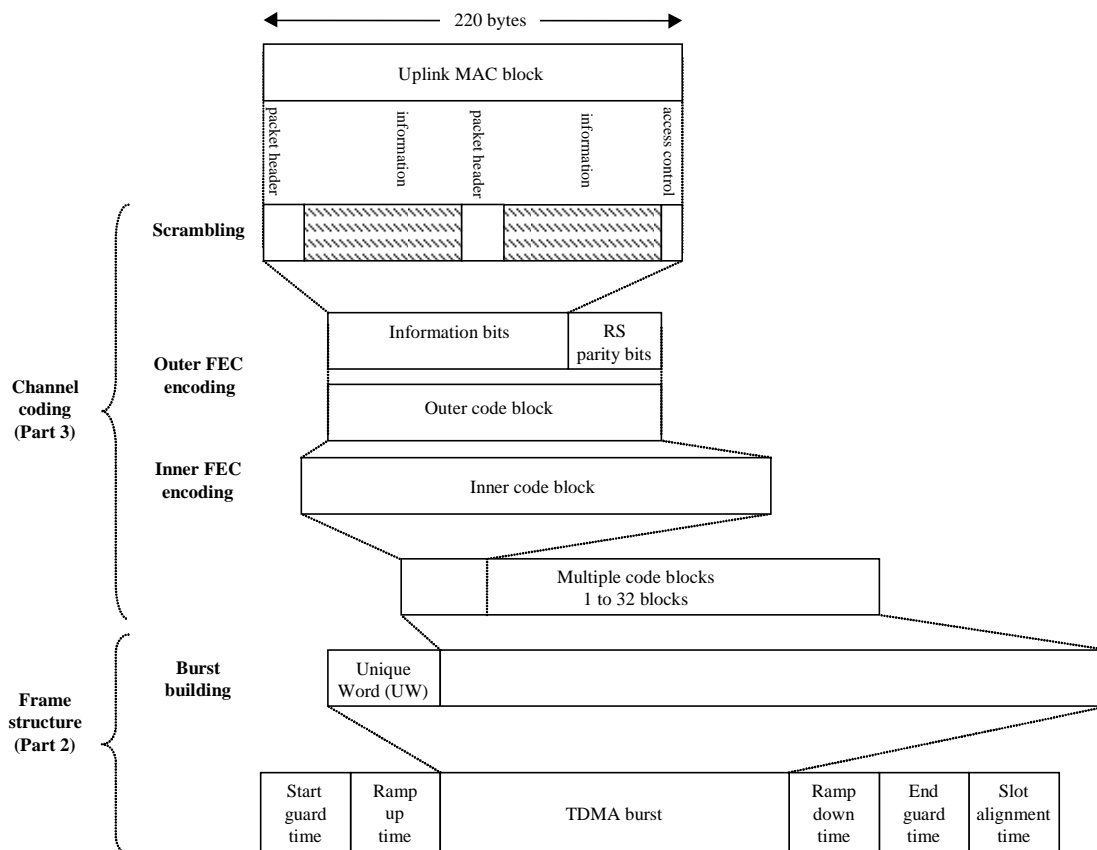 220 bytes
Uplink MAC block
packet header
information
packet header
information
access control
Scrambling
Information bits
RS
parity bits
Outer FEC
encoding
Outer code block
Channel
coding
(Part 3)
Inner FEC
encoding
Inner code block
Multiple code blocks
1 to 32 blocks
Burst
building
Unique
Word (UW)
Frame
structure
(Part 2)
Start
guard
time
Ramp
up
time
TDMA burst
Ramp
down
time
End
guard
time
Slot
alignment
time